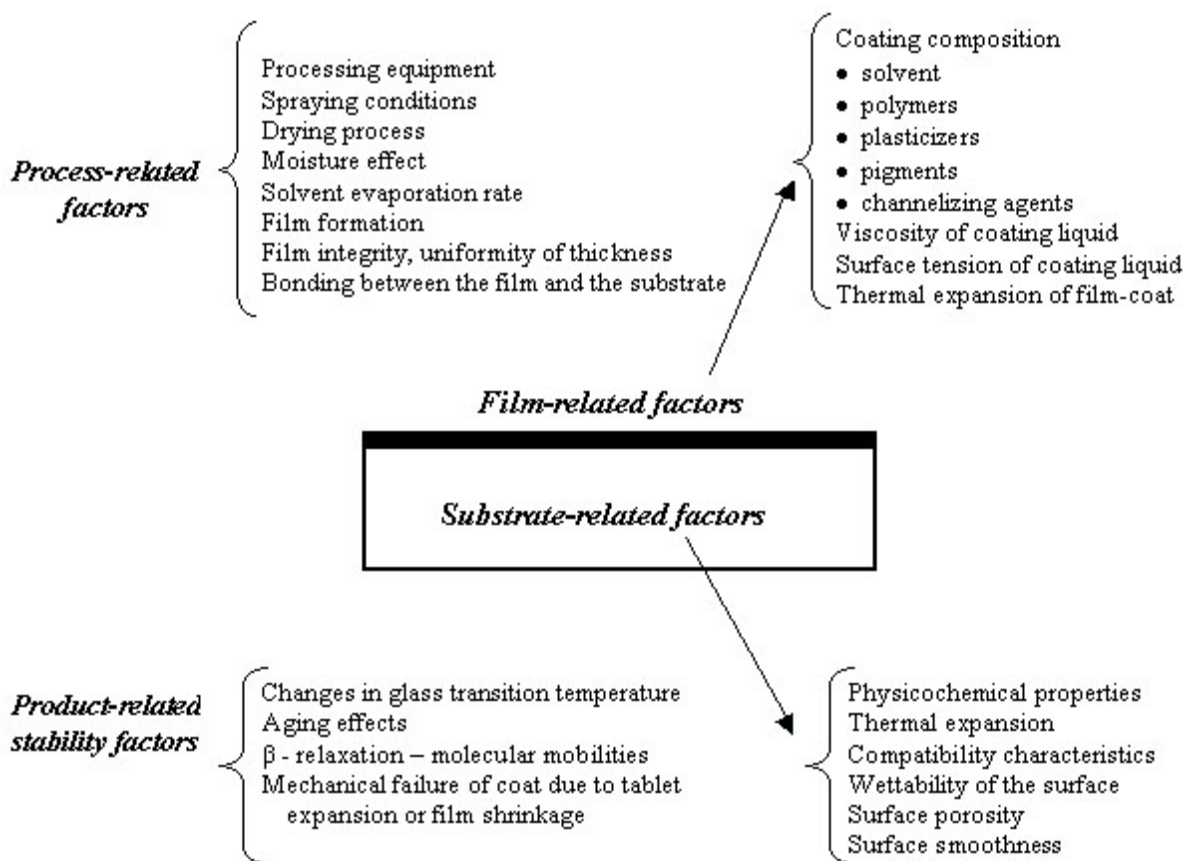 Process-related
factors
Processing equipment
Spraying conditions
Drying process
Moisture effect
Solvent evaporation rate
Film formation
Film integrity, uniformity of thickness
Bonding between the film and the substrate
Coating composition
● solvent
● polymers
● plasticizers
● pigments
● channelizing agents
Viscosity of coating liquid
Surface tension of coating liquid
Thermal expansion of film-coat
Film-related factors
Substrate-related factors
Product-related
stability factors
Changes in glass transition temperature
Aging effects
β - relaxation – molecular mobilities
Mechanical failure of coat due to tablet
expansion or film shrinkage
Physicochemical properties
Thermal expansion
Compatibility characteristics
Wettability of the surface
Surface porosity
Surface smoothness